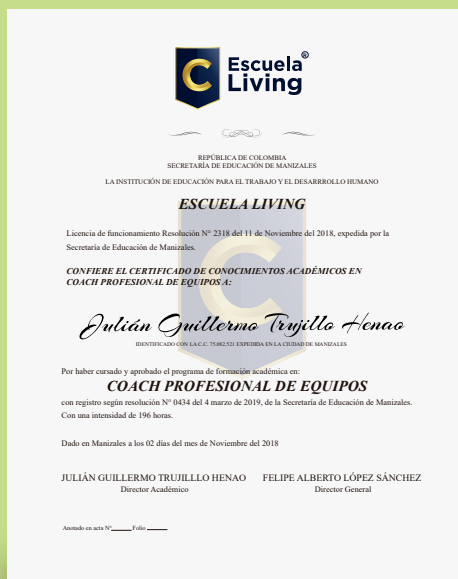 Escuela®
Living
REPÚBLICA DE COLOMBIA
SECRETARÍA DE EDUCACIÓN DE MANIZALES
LA INSTITUCIÓN DE EDUCACIÓN PARA EL TRABAJO Y EL DESARRROLLO HUMANO
ESCUELA LIVING
Licencia de funcionamiento Resolución N° 2318 del 11 de Noviembre del 2018, expedida por la
Secretaría de Educación de Manizales.
CONFIERE EL CERTIFICADO DE CONOCIMIENTOS ACADÉMICOS EN
COACH PROFESIONAL DE EQUIPOS A:
Julián Guillermo Trujillo Henao
IDENTIFICADO CON LA C.C. 75.082.521 EXPEDIDA EN LA CIUDAD DE MANIZALES
Por haber cursado y aprobado el programa de formación académica en:
COACH PROFESIONAL DE EQUIPOS
con registro según resolución N° 0434 del 4 marzo de 2019, de la Secretaría de Educación de Manizales.
Con una intensidad de 196 horas.
Dado en Manizales a los 02 días del mes de Noviembre del 2018
JULIÁN GUILLERMO TRUJILLLO HENAO FELIPE ALBERTO LÓPEZ SÁNCHEZ
Director Académico Director General
Anotado en acta N°_____ Folio _____